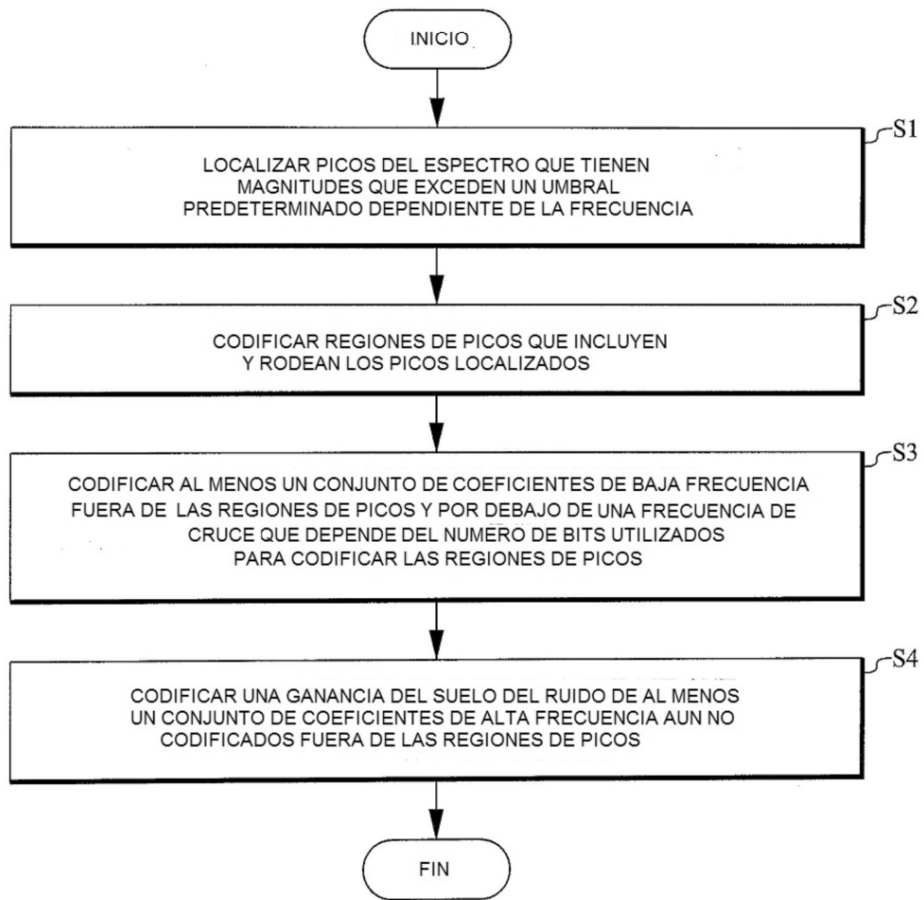 INICIO
S1
LOCALIZAR PICOS DEL ESPECTRO QUE TIENEN
MAGNITUDES QUE EXCEDEN UN UMBRAL
PREDETERMINADO DEPENDIENTE DE LA FRECUENCIA
S2
CODIFICAR REGIONES DE PICOS QUE INCLUYEN
Y RODEAN LOS PICOS LOCALIZADOS
S3
CODIFICAR AL MENOS UN CONJUNTO DE COEFICIENTES DE BAJA FRECUENCIA
FUERA DE LAS REGIONES DE PICOS Y POR DEBAJO DE UNA FRECUENCIA DE
CRUCE QUE DEPENDE DEL NUMERO DE BITS UTILIZADOS
PARA CODIFICAR LAS REGIONES DE PICOS
S4
CODIFICAR UNA GANANCIA DEL SUELO DEL RUIDO DE AL MENOS
UN CONJUNTO DE COEFICIENTES DE ALTA FRECUENCIA AUN NO
CODIFICADOS FUERA DE LAS REGIONES DE PICOS
FIN